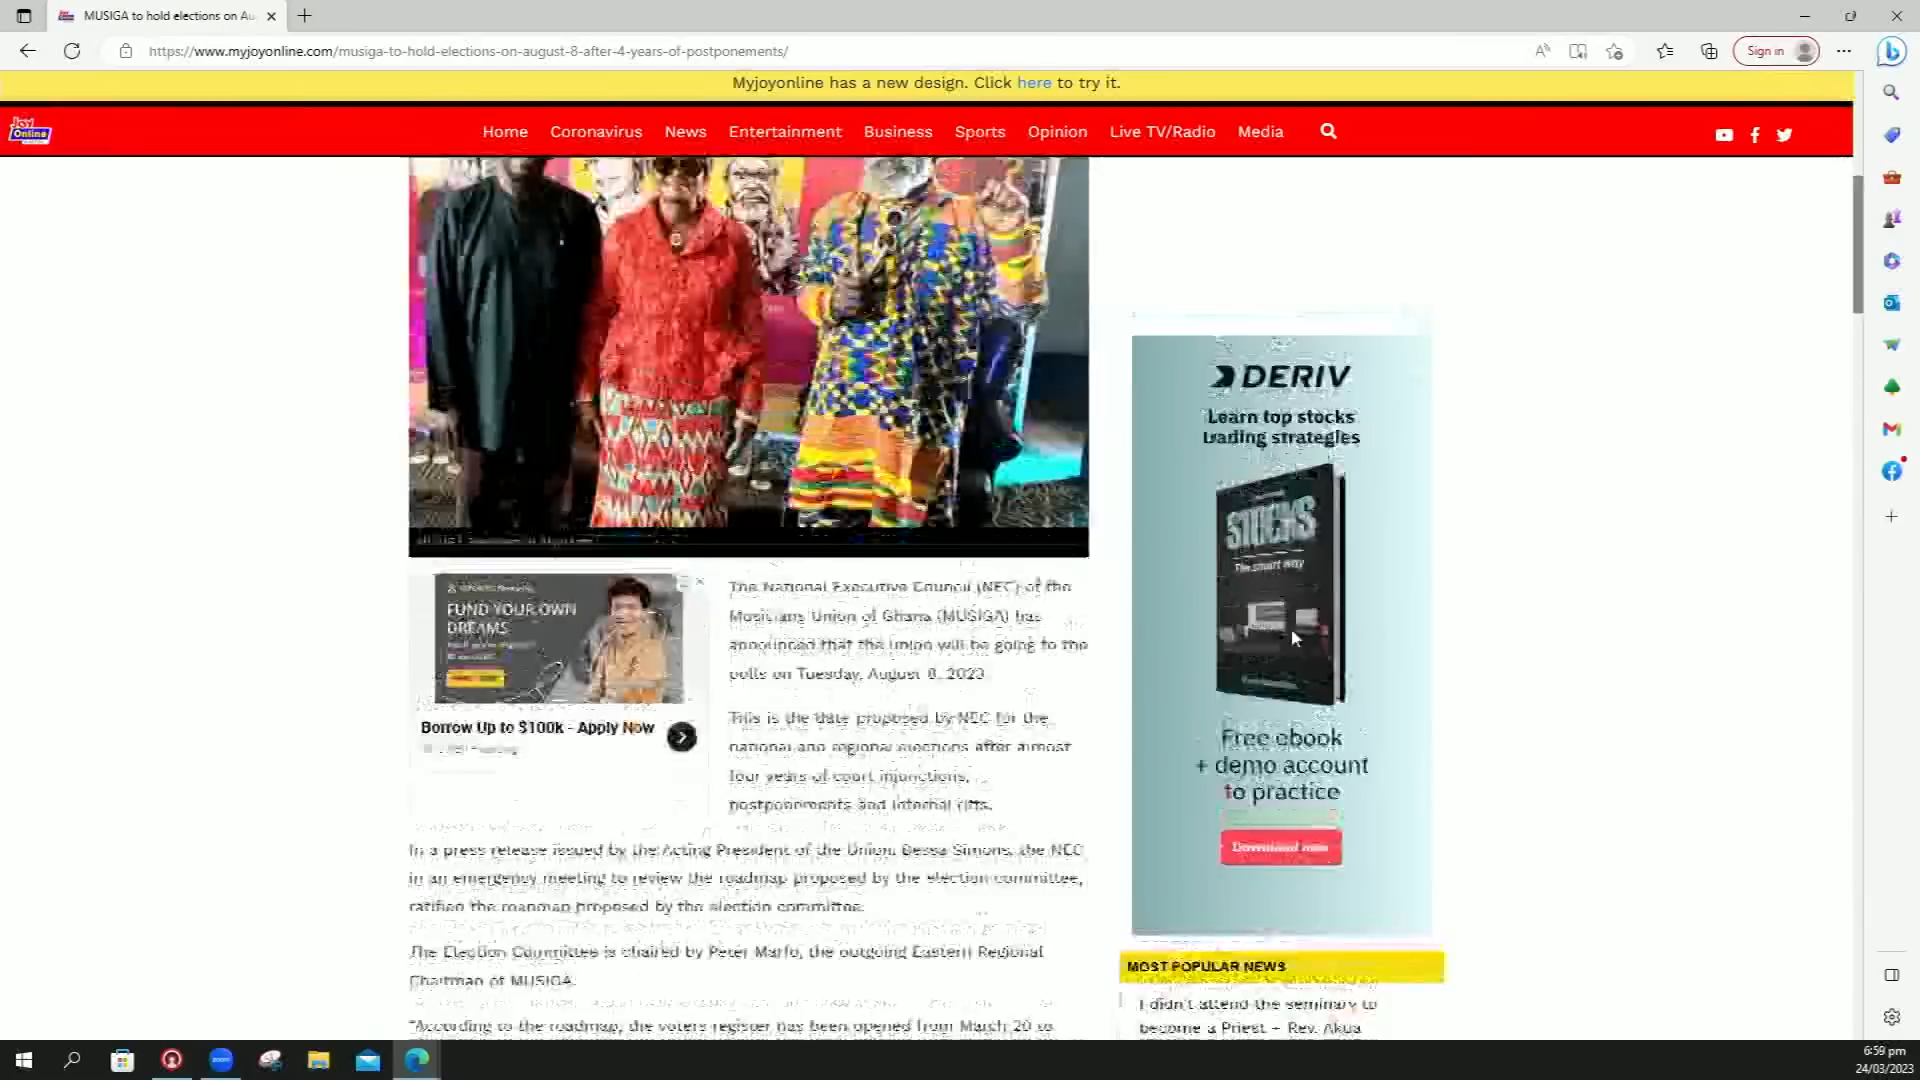 MUSIGA to hold elections on Au
https://www.myjoyonline.com/musiga-to-hold-elections-on-august-8-after-4-years-of-postponements/
Sign in
Myjoyonline has a new design. Click here to try it.
Joy
Online
Home Coronavirus News Entertainment Business Sports Opinion Live TV/Radio Media
DERIV
Learn top stocks
trading strategies
STOCKS
The smart way
Free ebook
+ demo account
to practice
Download now
FUND YOUR OWN
DREAMS
Borrow Up to $100k - Apply Now
The National Executive Council (NEC) of the
Musicians Union of Ghana (MUSIGA) has
announced that the union will be going to the
polls on Tuesday, August 8, 2023.
This is the date proposed by NEC for the
national and regional elections after almost
four years of court injunctions,
postponements and internal rifts.
In a press release issued by the Acting President of the Union, Bessa Simons, the NEC
in an emergency meeting to review the roadmap proposed by the election committee,
ratified the roadmap proposed by the election committee.
The Election Committee is chaired by Peter Marfo, the outgoing Eastern Regional
Chairman of MUSIGA.
"According to the roadmap, the voters register has been opened from March 20 to
MOST POPULAR NEWS
I didn't attend the seminary to
become a Priest – Rev. Akua
zoom
6:59 pm
24/03/2023